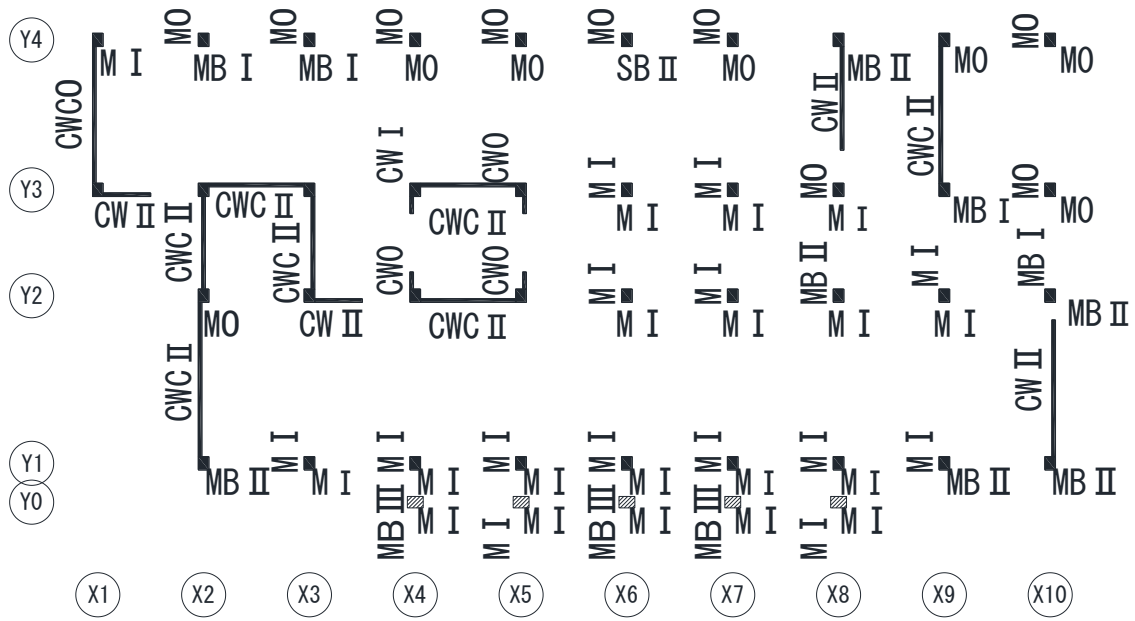 Y4 MO MO MO MO MO MO MO
M I MB I MB I MO MO SB II MO MB II MO MO
CWCO CW II CWC II
CW I CWO
Y3 M I M I MO MO
CW II CWC II CWC II CWC II M I M I M I MB I MO
CWC II CWO CWO MB II M I MB I
Y2 M I M I
MO CW II CWC II M I M I M I M I MB II
CWC II CW II
Y1 M I M I M I M I M I M I M I
MB II M I M I M I M I M I M I MB II MB II
Y0 MB III M I MB III MB III M I
M I M I M I M I M I
X1 X2 X3 X4 X5 X6 X7 X8 X9 X10